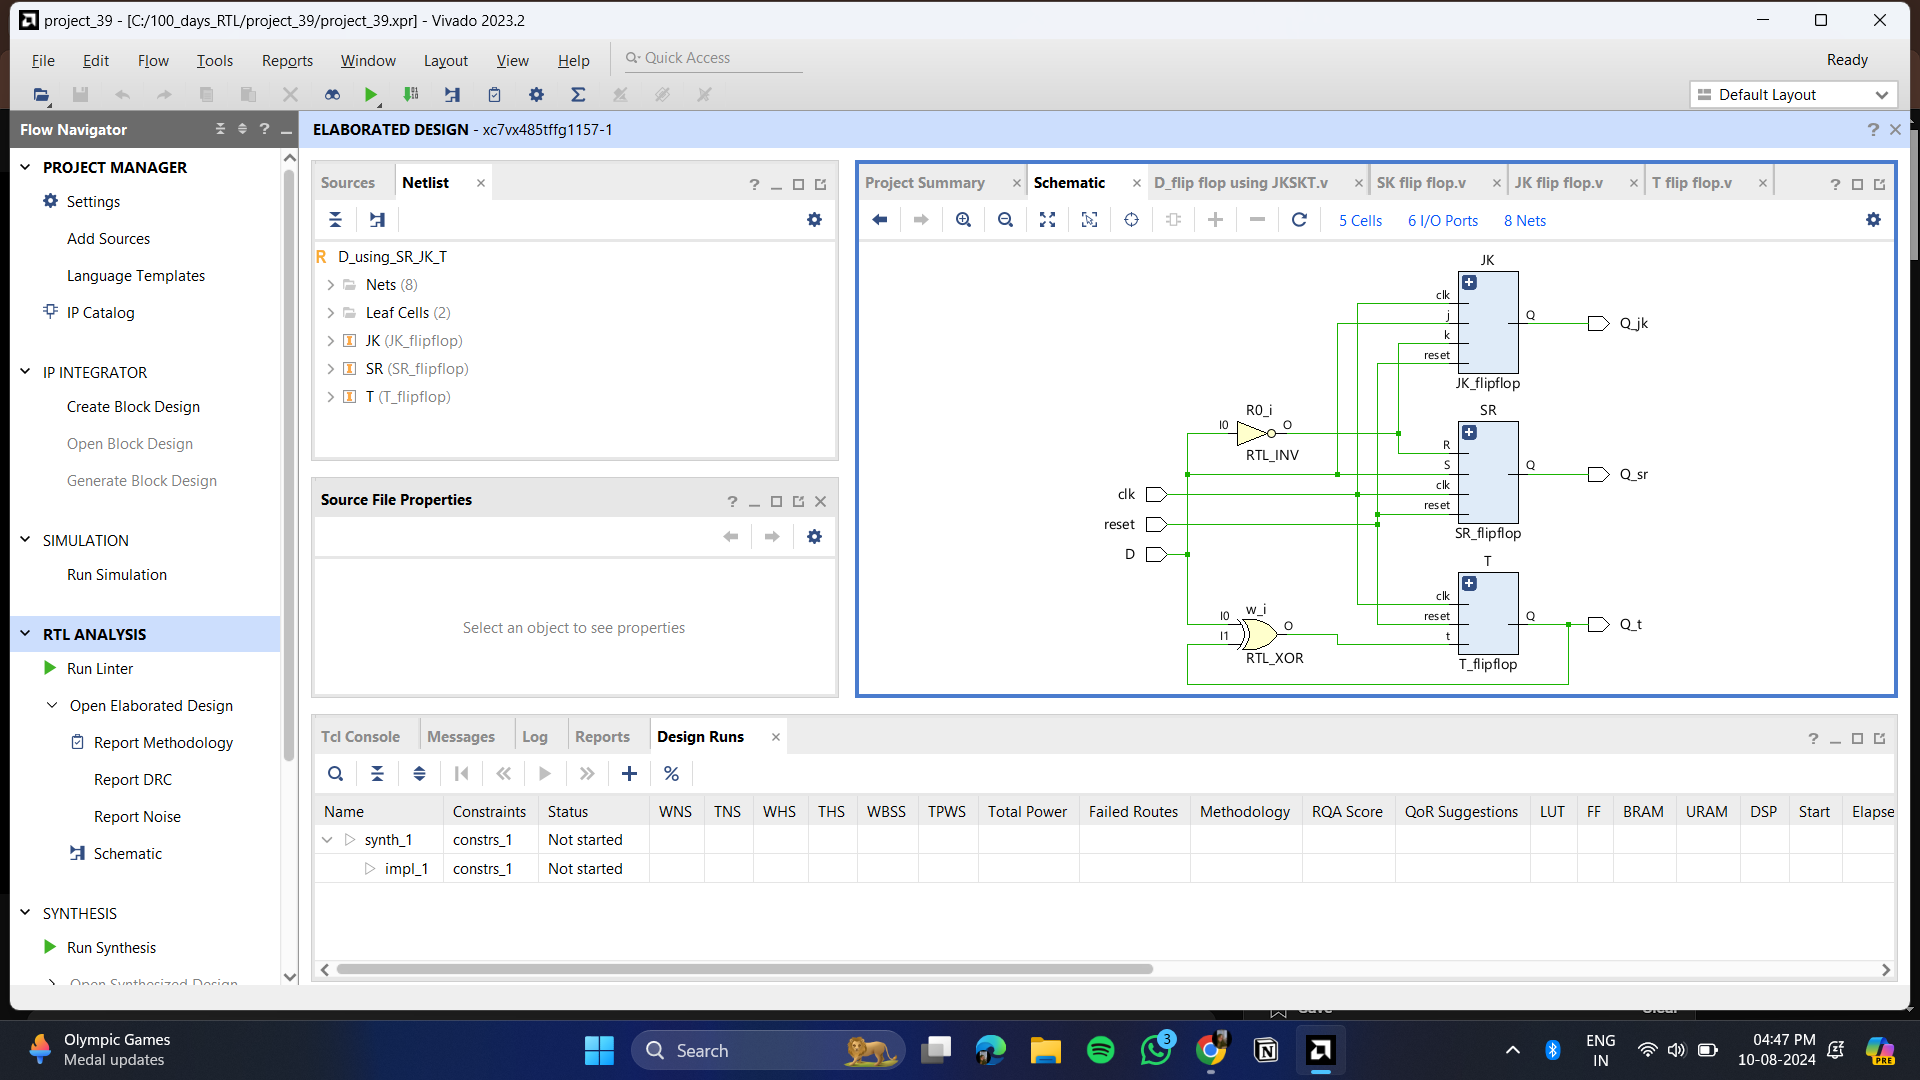 project_39 - [C:/100_days_RTL/project_39/project_39.xpr] - Vivado 2023.2
File Edit Flow Tools Reports Window Layout View Help Quick Access Ready
Default Layout
Flow Navigator
ELABORATED DESIGN - xc7vx485tffg1157-1
PROJECT MANAGER
Settings
Add Sources
Language Templates
IP Catalog
IP INTEGRATOR
Create Block Design
Open Block Design
Generate Block Design
SIMULATION
Run Simulation
RTL ANALYSIS
Run Linter
Open Elaborated Design
Report Methodology
Report DRC
Report Noise
Schematic
SYNTHESIS
Run Synthesis
Open Synthesized Design
Sources Netlist
R D_using_SR_JK_T
Nets (8)
Leaf Cells (2)
JK (JK_flipflop)
SR (SR_flipflop)
T (T_flipflop)
Source File Properties
Select an object to see properties
Project Summary Schematic D_flip flop using JKSKT.v SK flip flop.v JK flip flop.v T flip flop.v
5 Cells 6 I/O Ports 8 Nets
JK
clk
j
k
reset
Q
Q_jk
JK_flipflop
R0_i
I0
O
RTL_INV
SR
R
S
clk
reset
Q
Q_sr
SR_flipflop
clk
reset
D
w_i
I0
I1
O
RTL_XOR
T
clk
reset
t
Q
Q_t
T_flipflop
Tcl Console Messages Log Reports Design Runs
Name Constraints Status WNS TNS WHS THS WBSS TPWS Total Power Failed Routes Methodology RQA Score QoR Suggestions LUT FF BRAM URAM DSP Start Elapse
synth_1 constrs_1 Not started
impl_1 constrs_1 Not started
Save Clear
Olympic Games
Medal updates
Search
3
ENG
IN
04:47 PM
10-08-2024
PRE